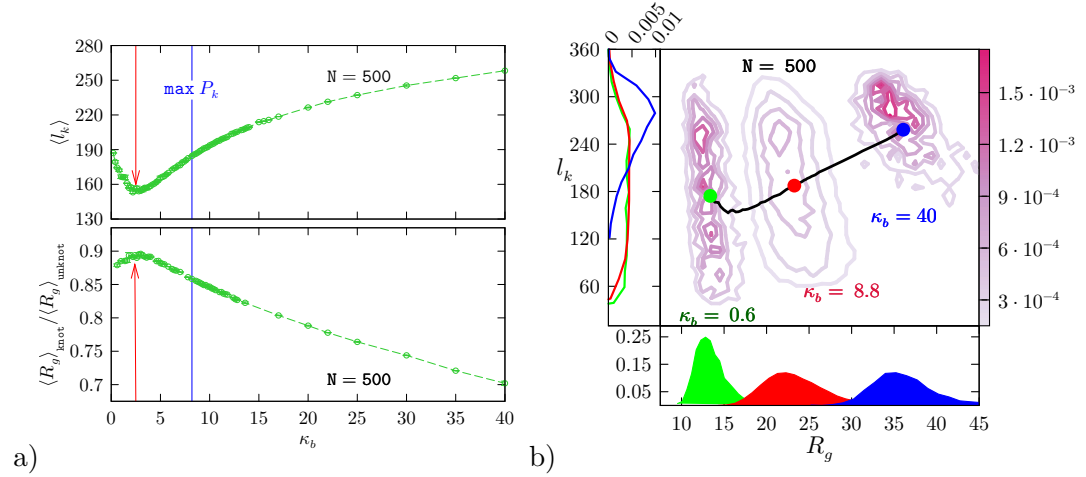 280
250
220
190
160
130
⟨l_k⟩
N = 500
max P_k
0.9
0.85
0.8
0.75
0.7
⟨R_g⟩_knot/⟨R_g⟩_unknot
N = 500
0 5 10 15 20 25 30 35 40
κ_b
a)
0 0.005 0.01
360
300
240
180
120
60
l_k
N = 500
κ_b = 40
κ_b = 8.8
κ_b = 0.6
1.5 · 10⁻³
1.2 · 10⁻³
9 · 10⁻⁴
6 · 10⁻⁴
3 · 10⁻⁴
0.25
0.15
0.05
10 15 20 25 30 35 40 45
R_g
b)